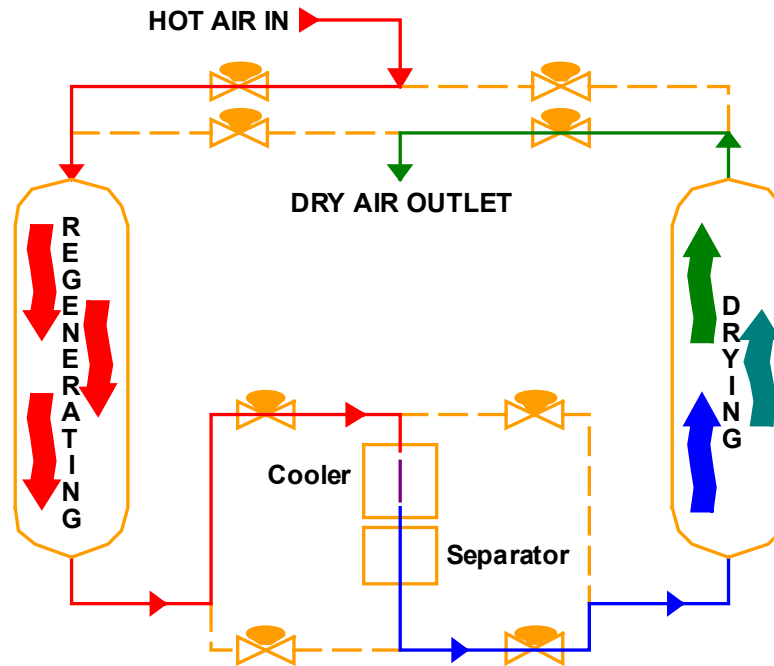 HOT AIR IN
DRY AIR OUTLET
REGENERATING
DRYING
Cooler
Separator